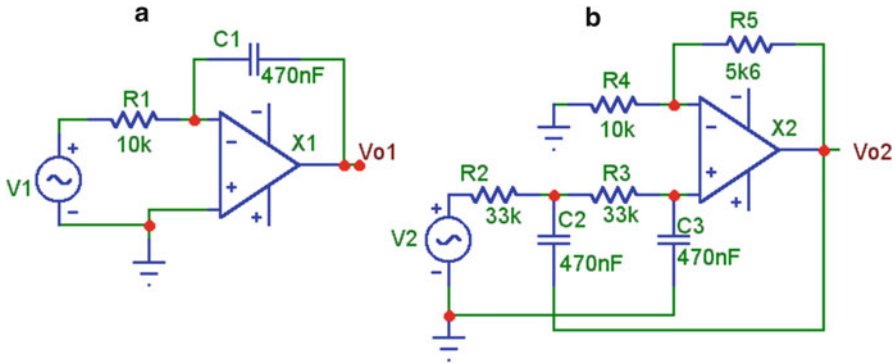 a
C1
470nF
R1
10k
X1
Vo1
V1
b
R5
5k6
R4
10k
X2
Vo2
R2
33k
R3
33k
C2
470nF
C3
470nF
V2